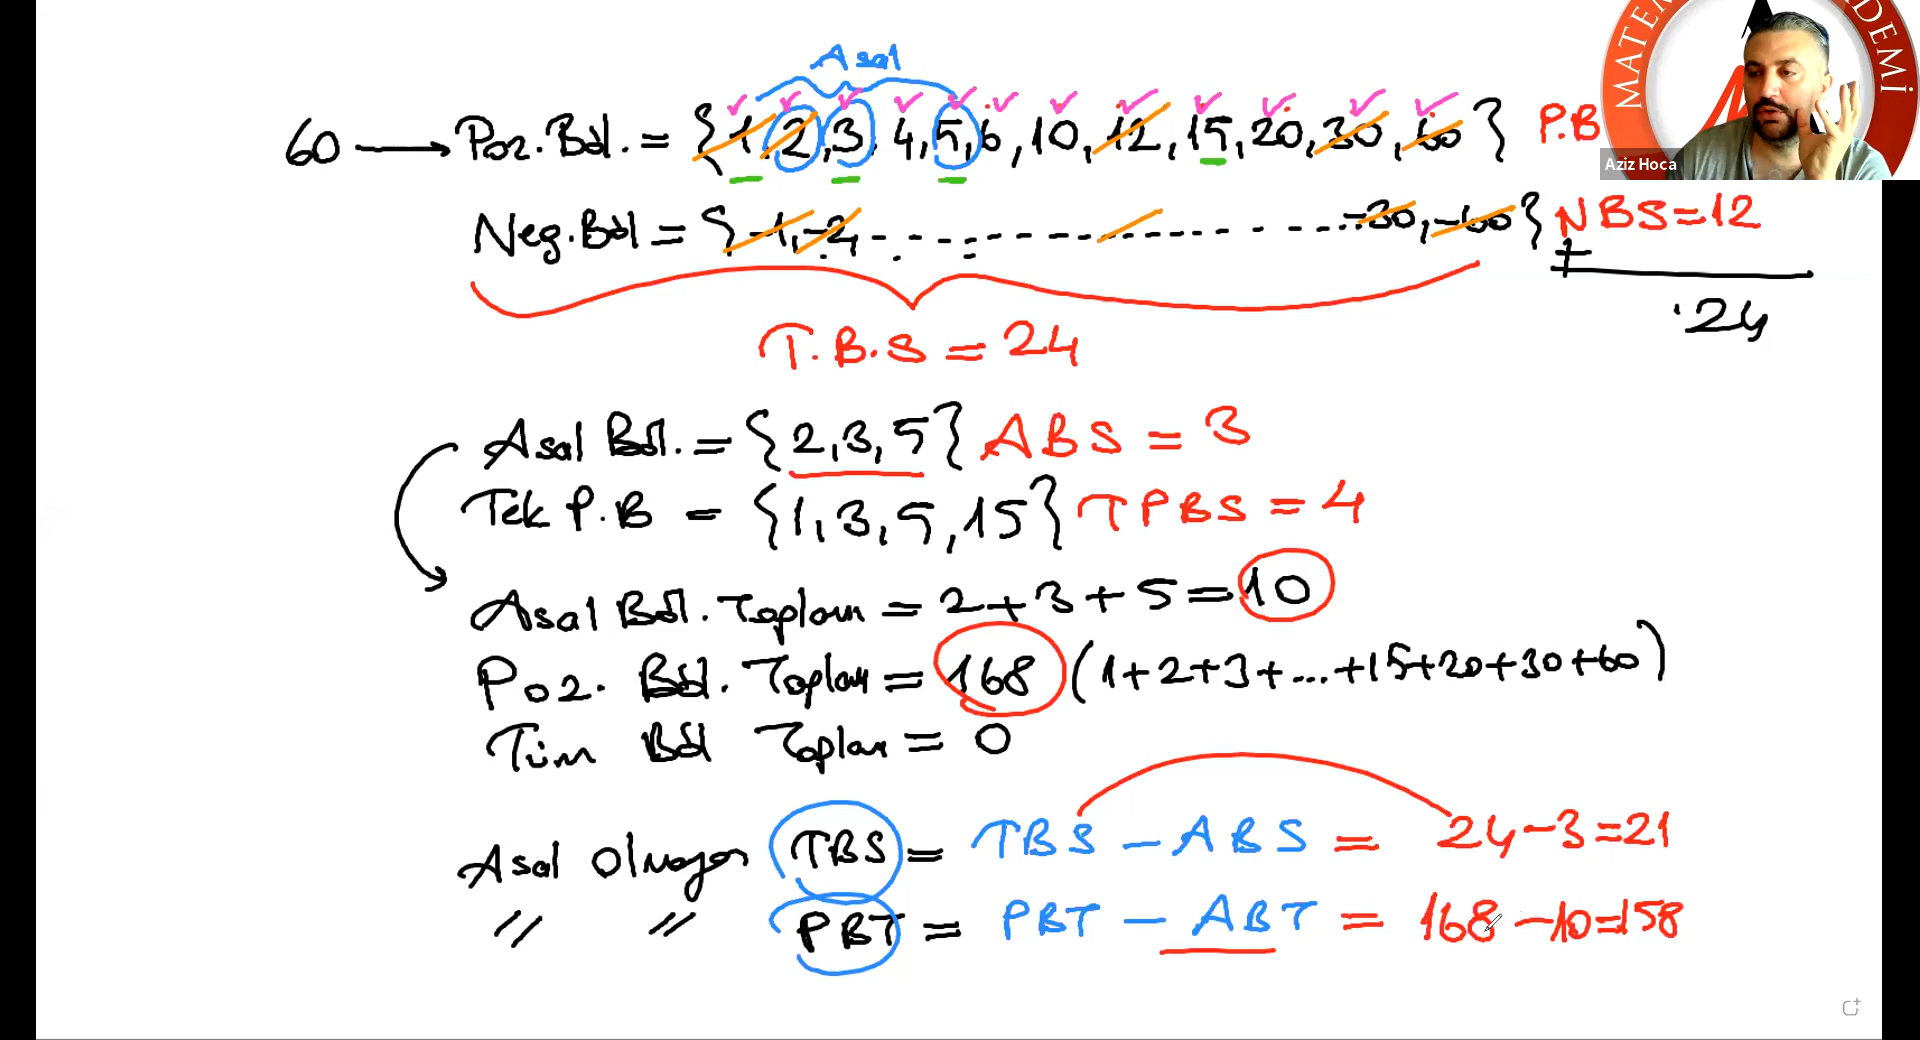 Asal
60 → Poz.Böl. = {1,2,3,4,5,6,10,12,15,20,30,60} P.B
MATEM DEMİ
Aziz Hoca
Neg.Böl = {-1,-2 - - - - - - - - - - -30,-60} NBS=12
+
24
T.B.S = 24
Asal Böl. = {2,3,5} ABS = 3
Tek P.B = {1,3,5,15} TPBS = 4
Asal Böl. Toplam = 2+3+5=10
Poz. Böl. Toplam = 168 (1+2+3+...+15+20+30+60)
Tüm Böl Toplam = 0
Asal Olmayan TBS = TBS - ABS = 24-3=21
" " PBT = PBT - ABT = 168-10=158